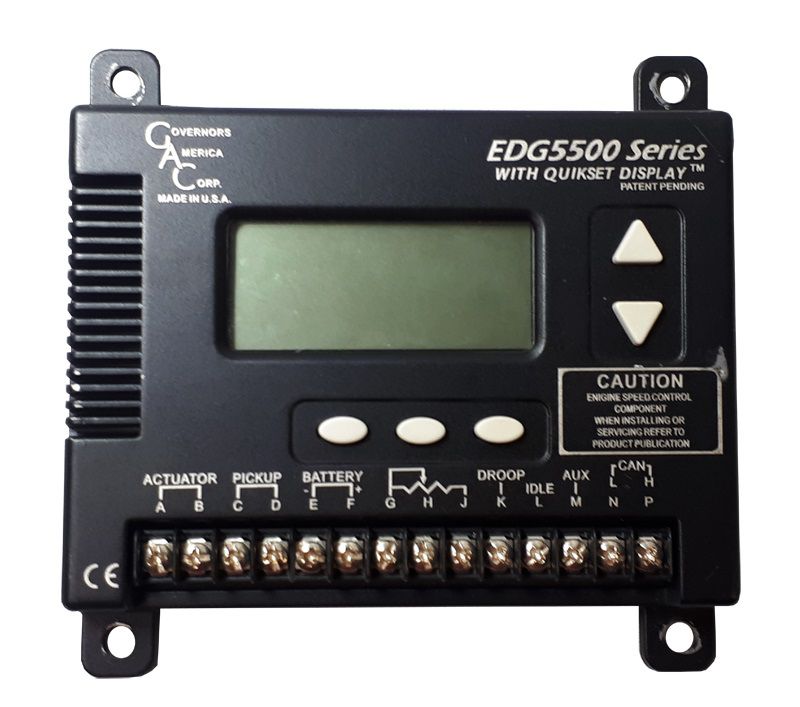 GOVERNORS
AMERICA
CORP.
MADE IN U.S.A.
EDG5500 Series
WITH QUIKSET DISPLAY™
PATENT PENDING
CAUTION
ENIGINE SPEED CONTROL
COMPONENT
WHEN INSTALLING OR
SERVICING REFER TO
PRODUCT PUBLICATION
ACTUATOR PICKUP BATTERY DROOP IDLE AUX CAN
- + L H
A B C D E F G H J K L M N P
CE